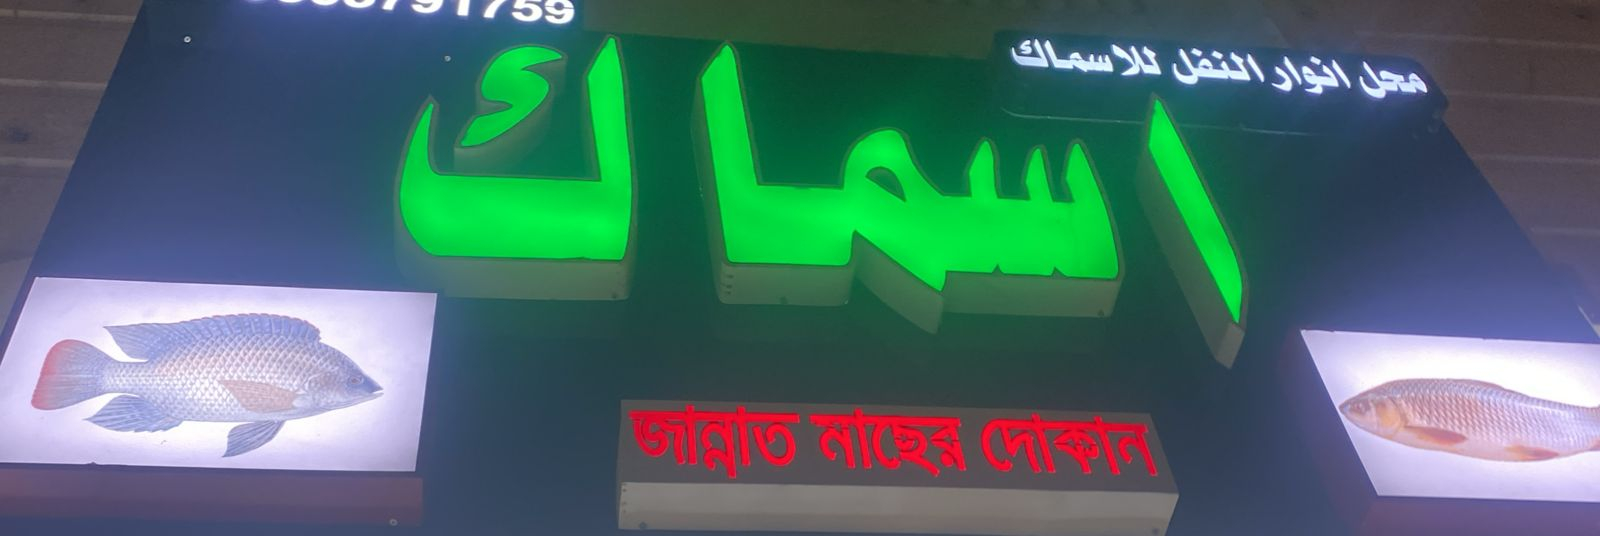 محل انوار النفل للاسماك
اسماك
জান্নাত মাছের দোকান